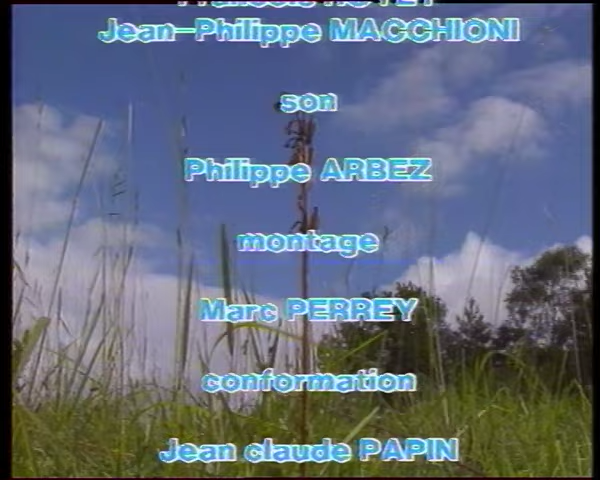 Jean-Philippe MACCHIONI
son
Philippe ARBEZ
montage
Marc PERREY
conformation
Jean claude PAPIN